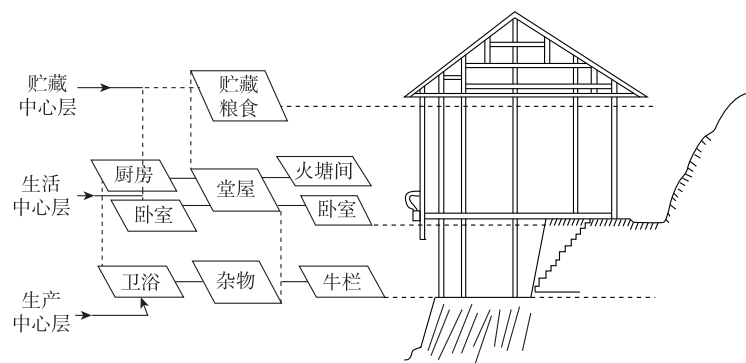 贮藏
中心层
贮藏
粮食
厨房
火塘间
生活
中心层
堂屋
卧室
卧室
卫浴
杂物
牛栏
生产
中心层